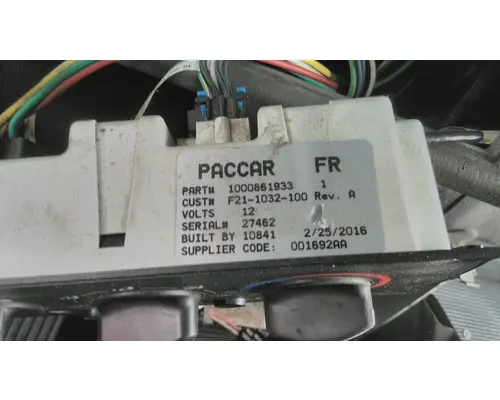 PACCAR FR
PART# 1000861933 1
CUST# F21-1032-100 Rev. A
VOLTS 12
SERIAL# 27462
BUILT BY 10841 2/25/2016
SUPPLIER CODE: 001692AA